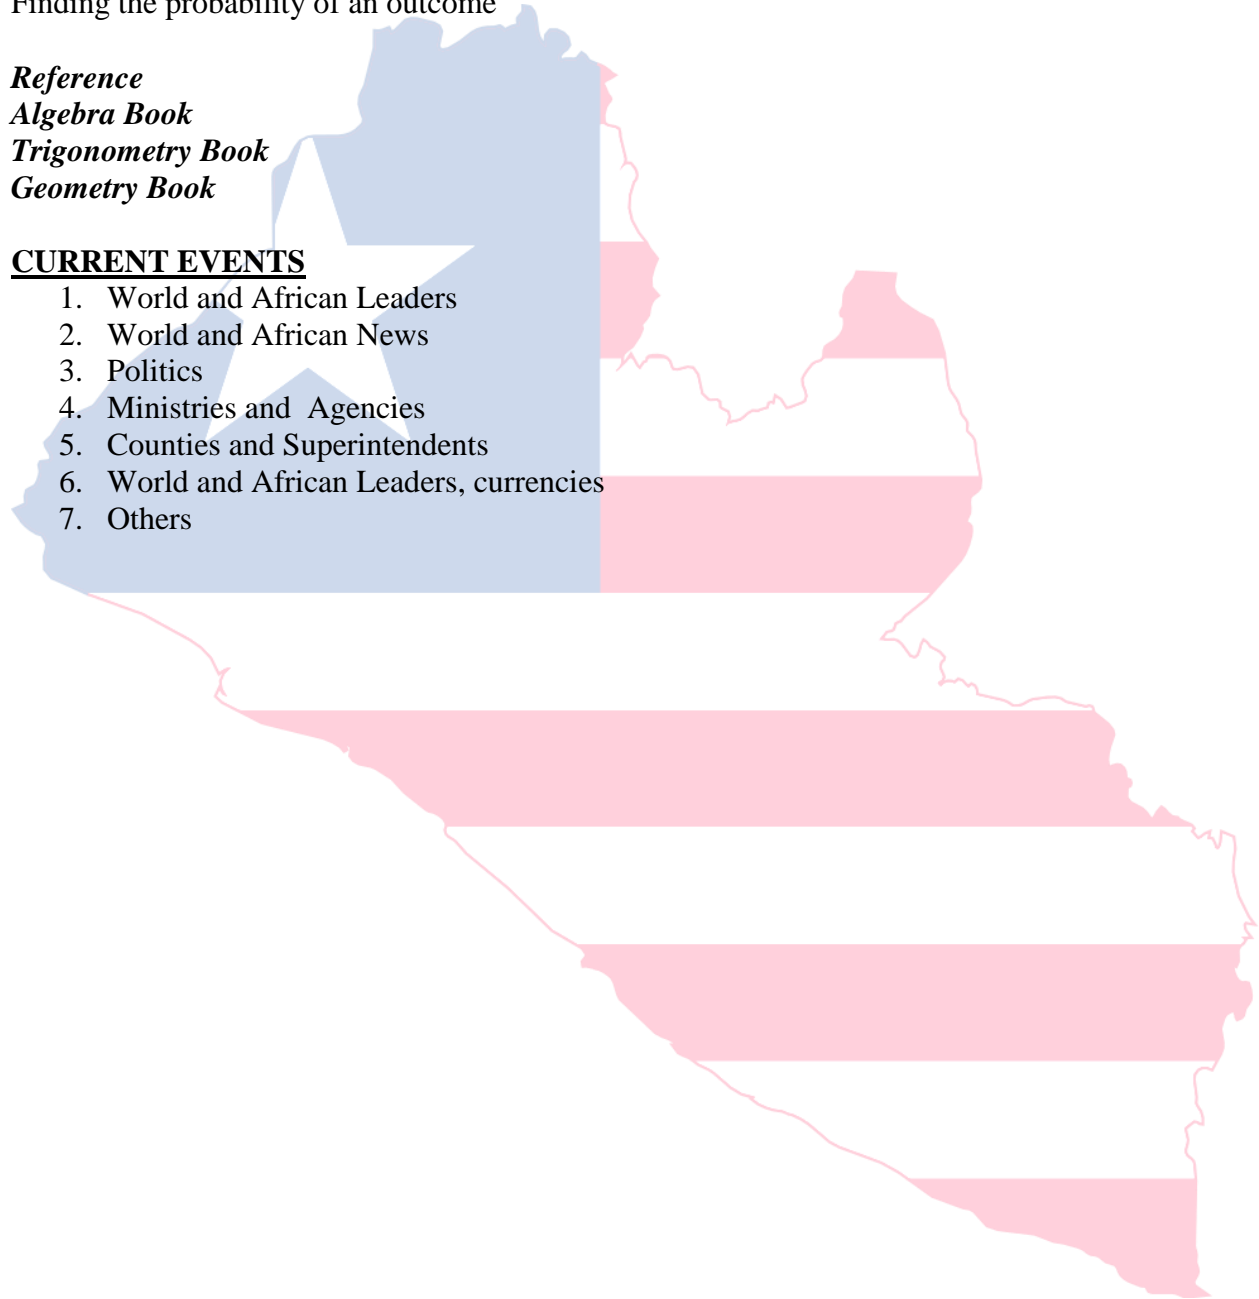 Finding the probability of an outcome
Reference
Algebra Book
Trigonometry Book
Geometry Book
CURRENT EVENTS
1. World and African Leaders
2. World and African News
3. Politics
4. Ministries and  Agencies
5. Counties and Superintendents
6. World and African Leaders, currencies
7. Others